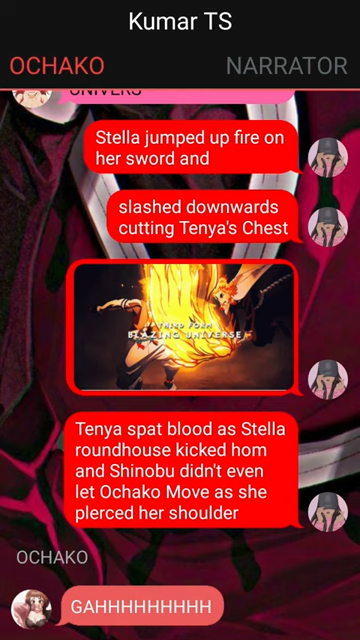 Kumar TS
OCHAKO
NARRATOR
UNIVERS
Stella jumped up fire on
her sword and
slashed downwards
cutting Tenya's Chest
THIRD FORM
BLAZING UNIVERSE
Tenya spat blood as Stella
roundhouse kicked hom
and Shinobu didn't even
let Ochako Move as she
pIerced her shoulder
OCHAKO
GAHHHHHHHHH